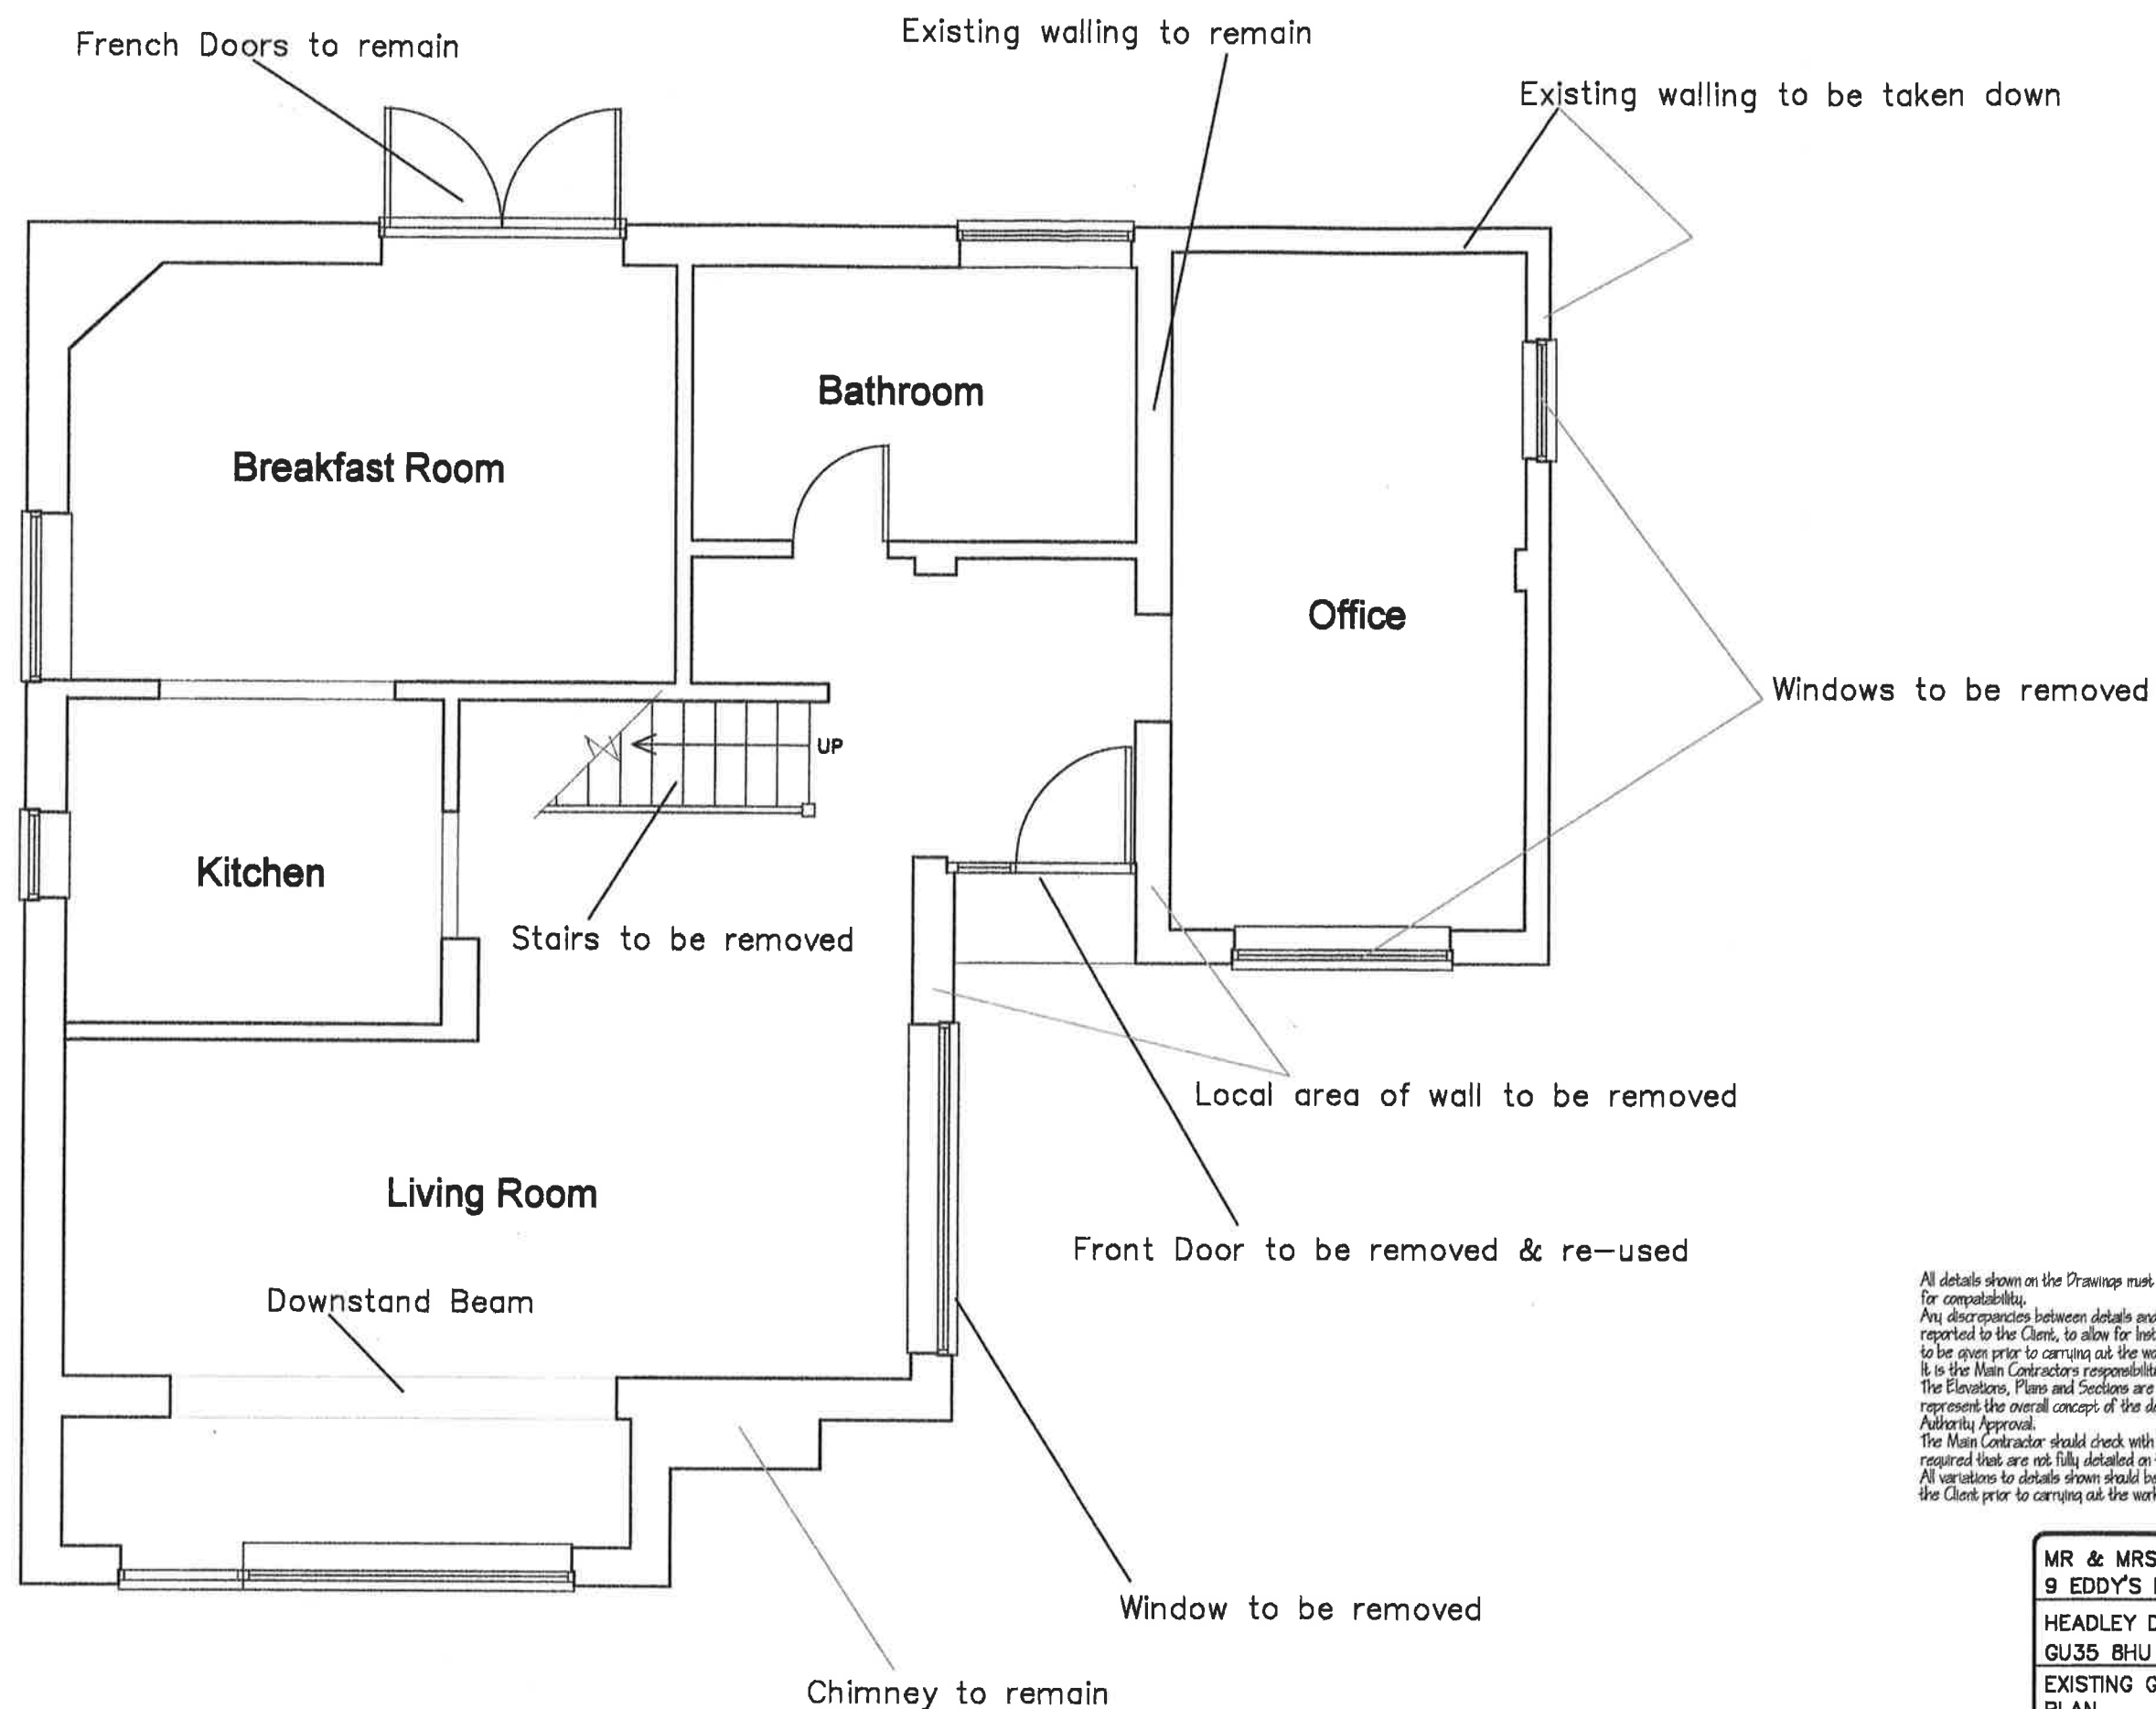 French Doors to remain
Existing walling to remain
Existing walling to be taken down
Bathroom
Breakfast Room
Office
Windows to be removed
UP
Kitchen
Stairs to be removed
Local area of wall to be removed
Living Room
Front Door to be removed & re-used
Downstand Beam
All details shown on the Drawings must
for compatability.
Any discrepancies between details and
reported to the Client, to allow for
to be given prior to carrying out the
It is the Main Contractors
The Elevations, Plans and Sections are
represent the overall concept of the
Authority Approval.
The Main Contractor should check with
required that are not fully detailed on
All variations to details shown should
the Client prior to carrying out the
MR & MRS
9 EDDY'S
Window to be removed
HEADLEY
GU35 8HU
EXISTING
PLAN
Chimney to remain